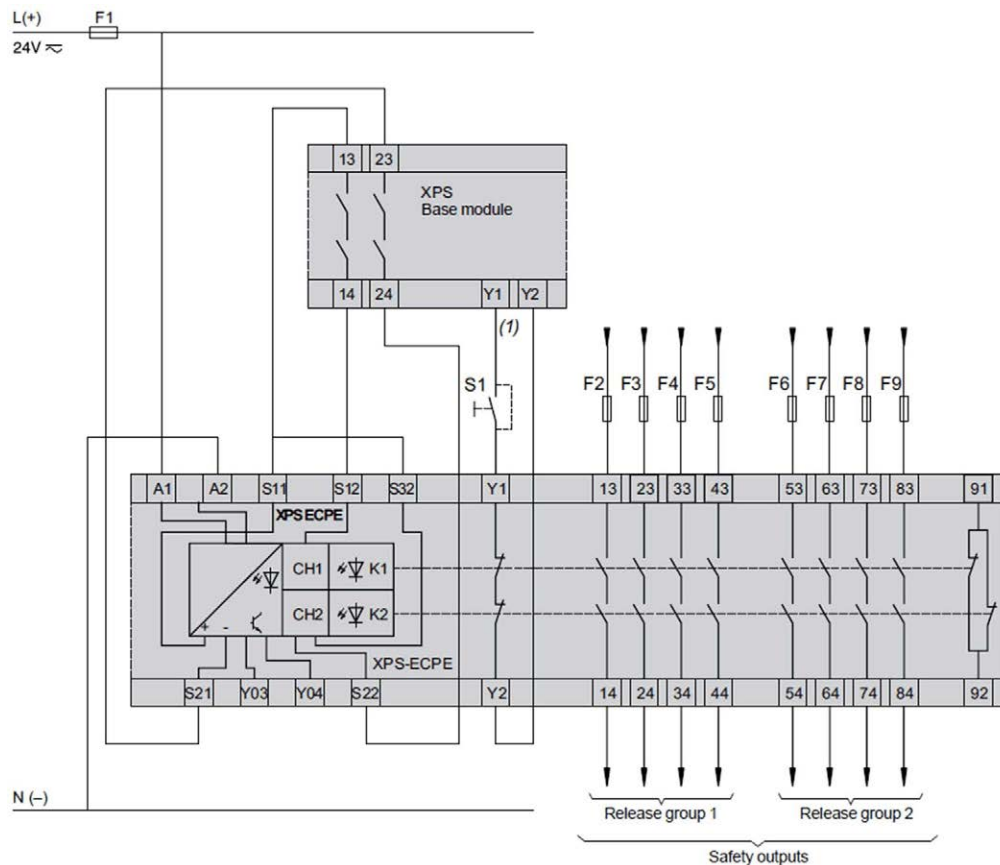 L(+) F1
24V
13 23
XPS
Base module
14 24 Y1 Y2
(1)
S1
F2 F3 F4 F5 F6 F7 F8 F9
A1 A2 S11 S12 S32 Y1 13 23 33 43 53 63 73 83 91
XPSECPE
CH1 K1
CH2 K2
+ -
XPS-ECPE
S21 Y03 Y04 S22 Y2 14 24 34 44 54 64 74 84 92
N (–)
Release group 1 Release group 2
Safety outputs